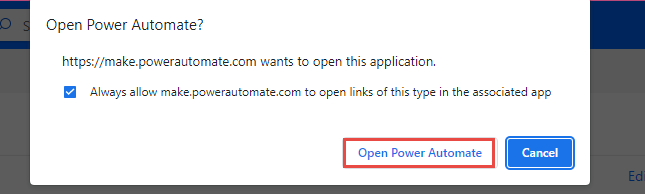 Open Power Automate?
S
https://make.powerautomate.com wants to open this application.
Always allow make.powerautomate.com to open links of this type in the associated app
Open Power Automate
Cancel
Edi